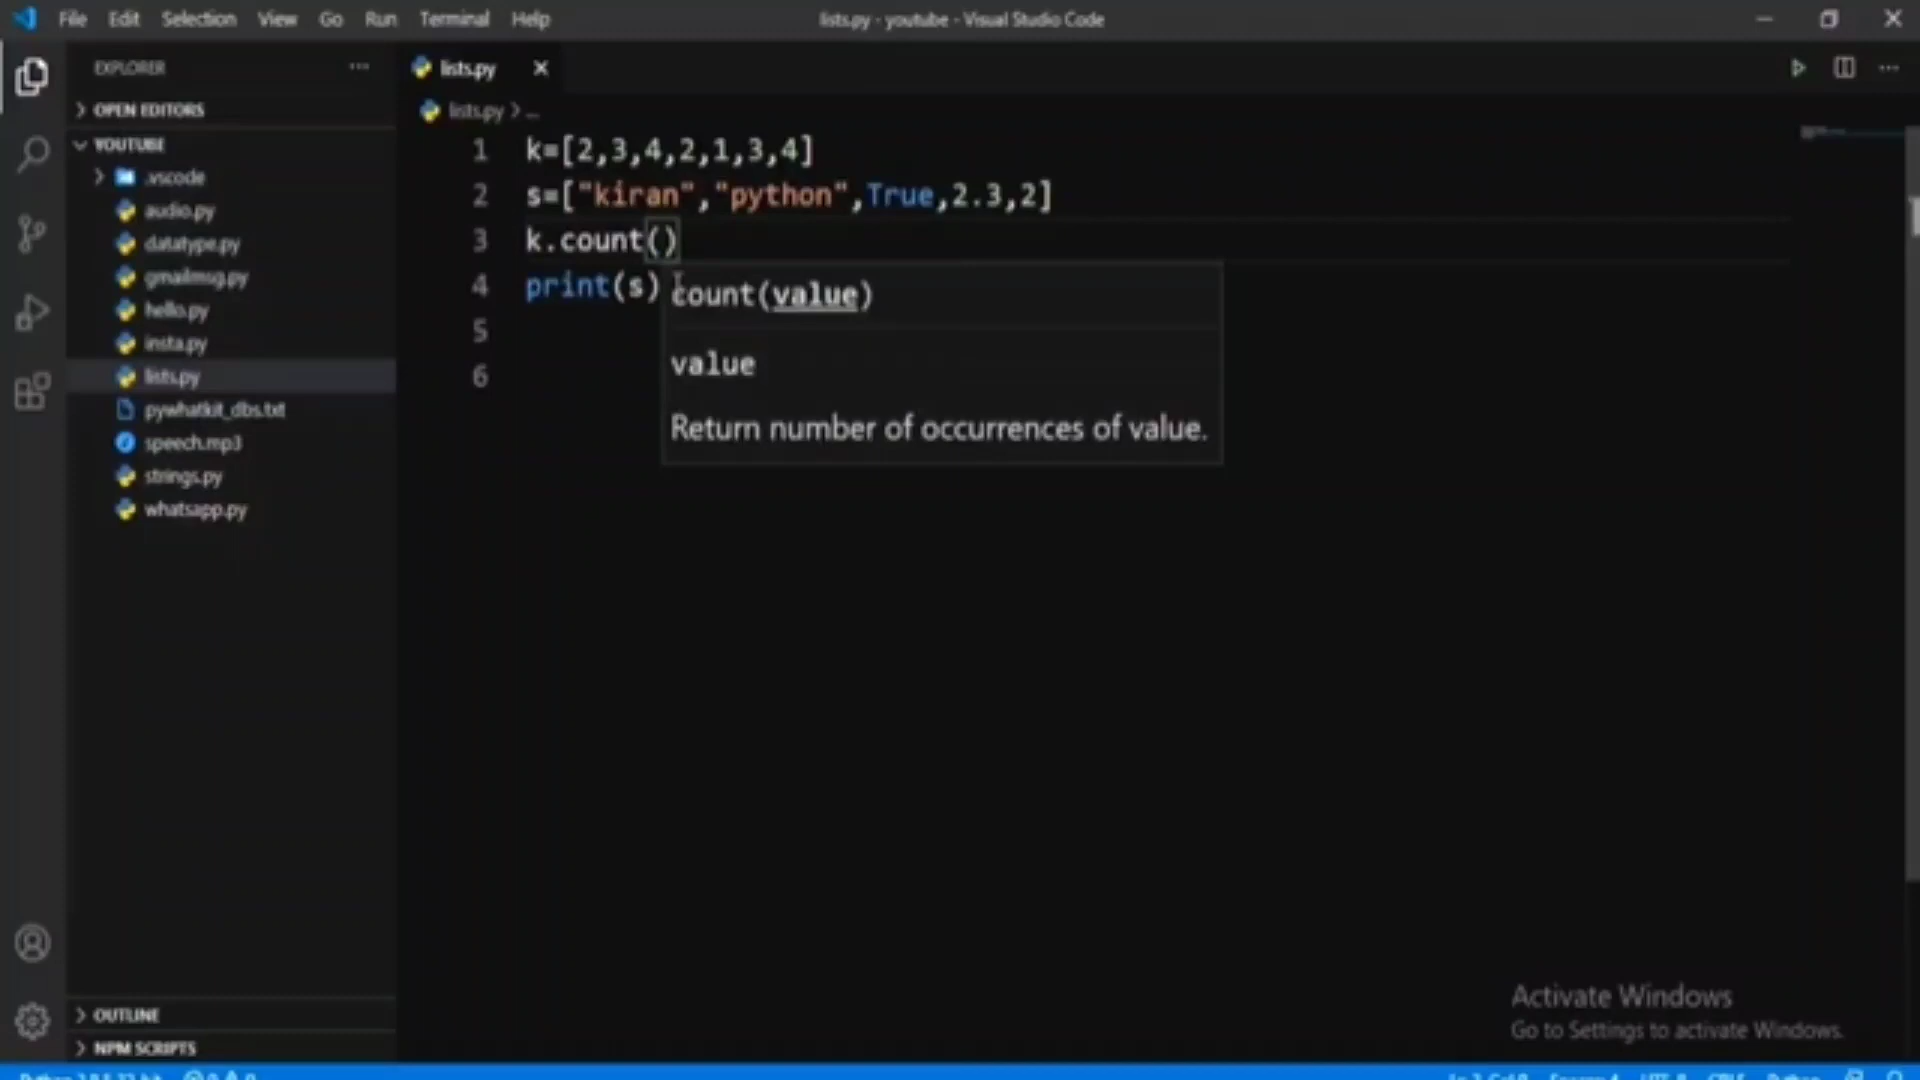 File Edit Selection View Go Run Terminal Help
lists.py - youtube - Visual Studio Code
EXPLORER
OPEN EDITORS
YOUTUBE
.vscode
audio.py
datatype.py
gmailmsg.py
hello.py
insta.py
lists.py
pywhatkit_dbs.txt
speech.mp3
strings.py
whatsapp.py
OUTLINE
NPM SCRIPTS
lists.py
lists.py > ...
1 k=[2,3,4,2,1,3,4]
2 s=["kiran","python",True,2.3,2]
3 k.count()
4 print(s)
5
6
count(value)
value
Return number of occurrences of value.
Activate Windows
Go to Settings to activate Windows.